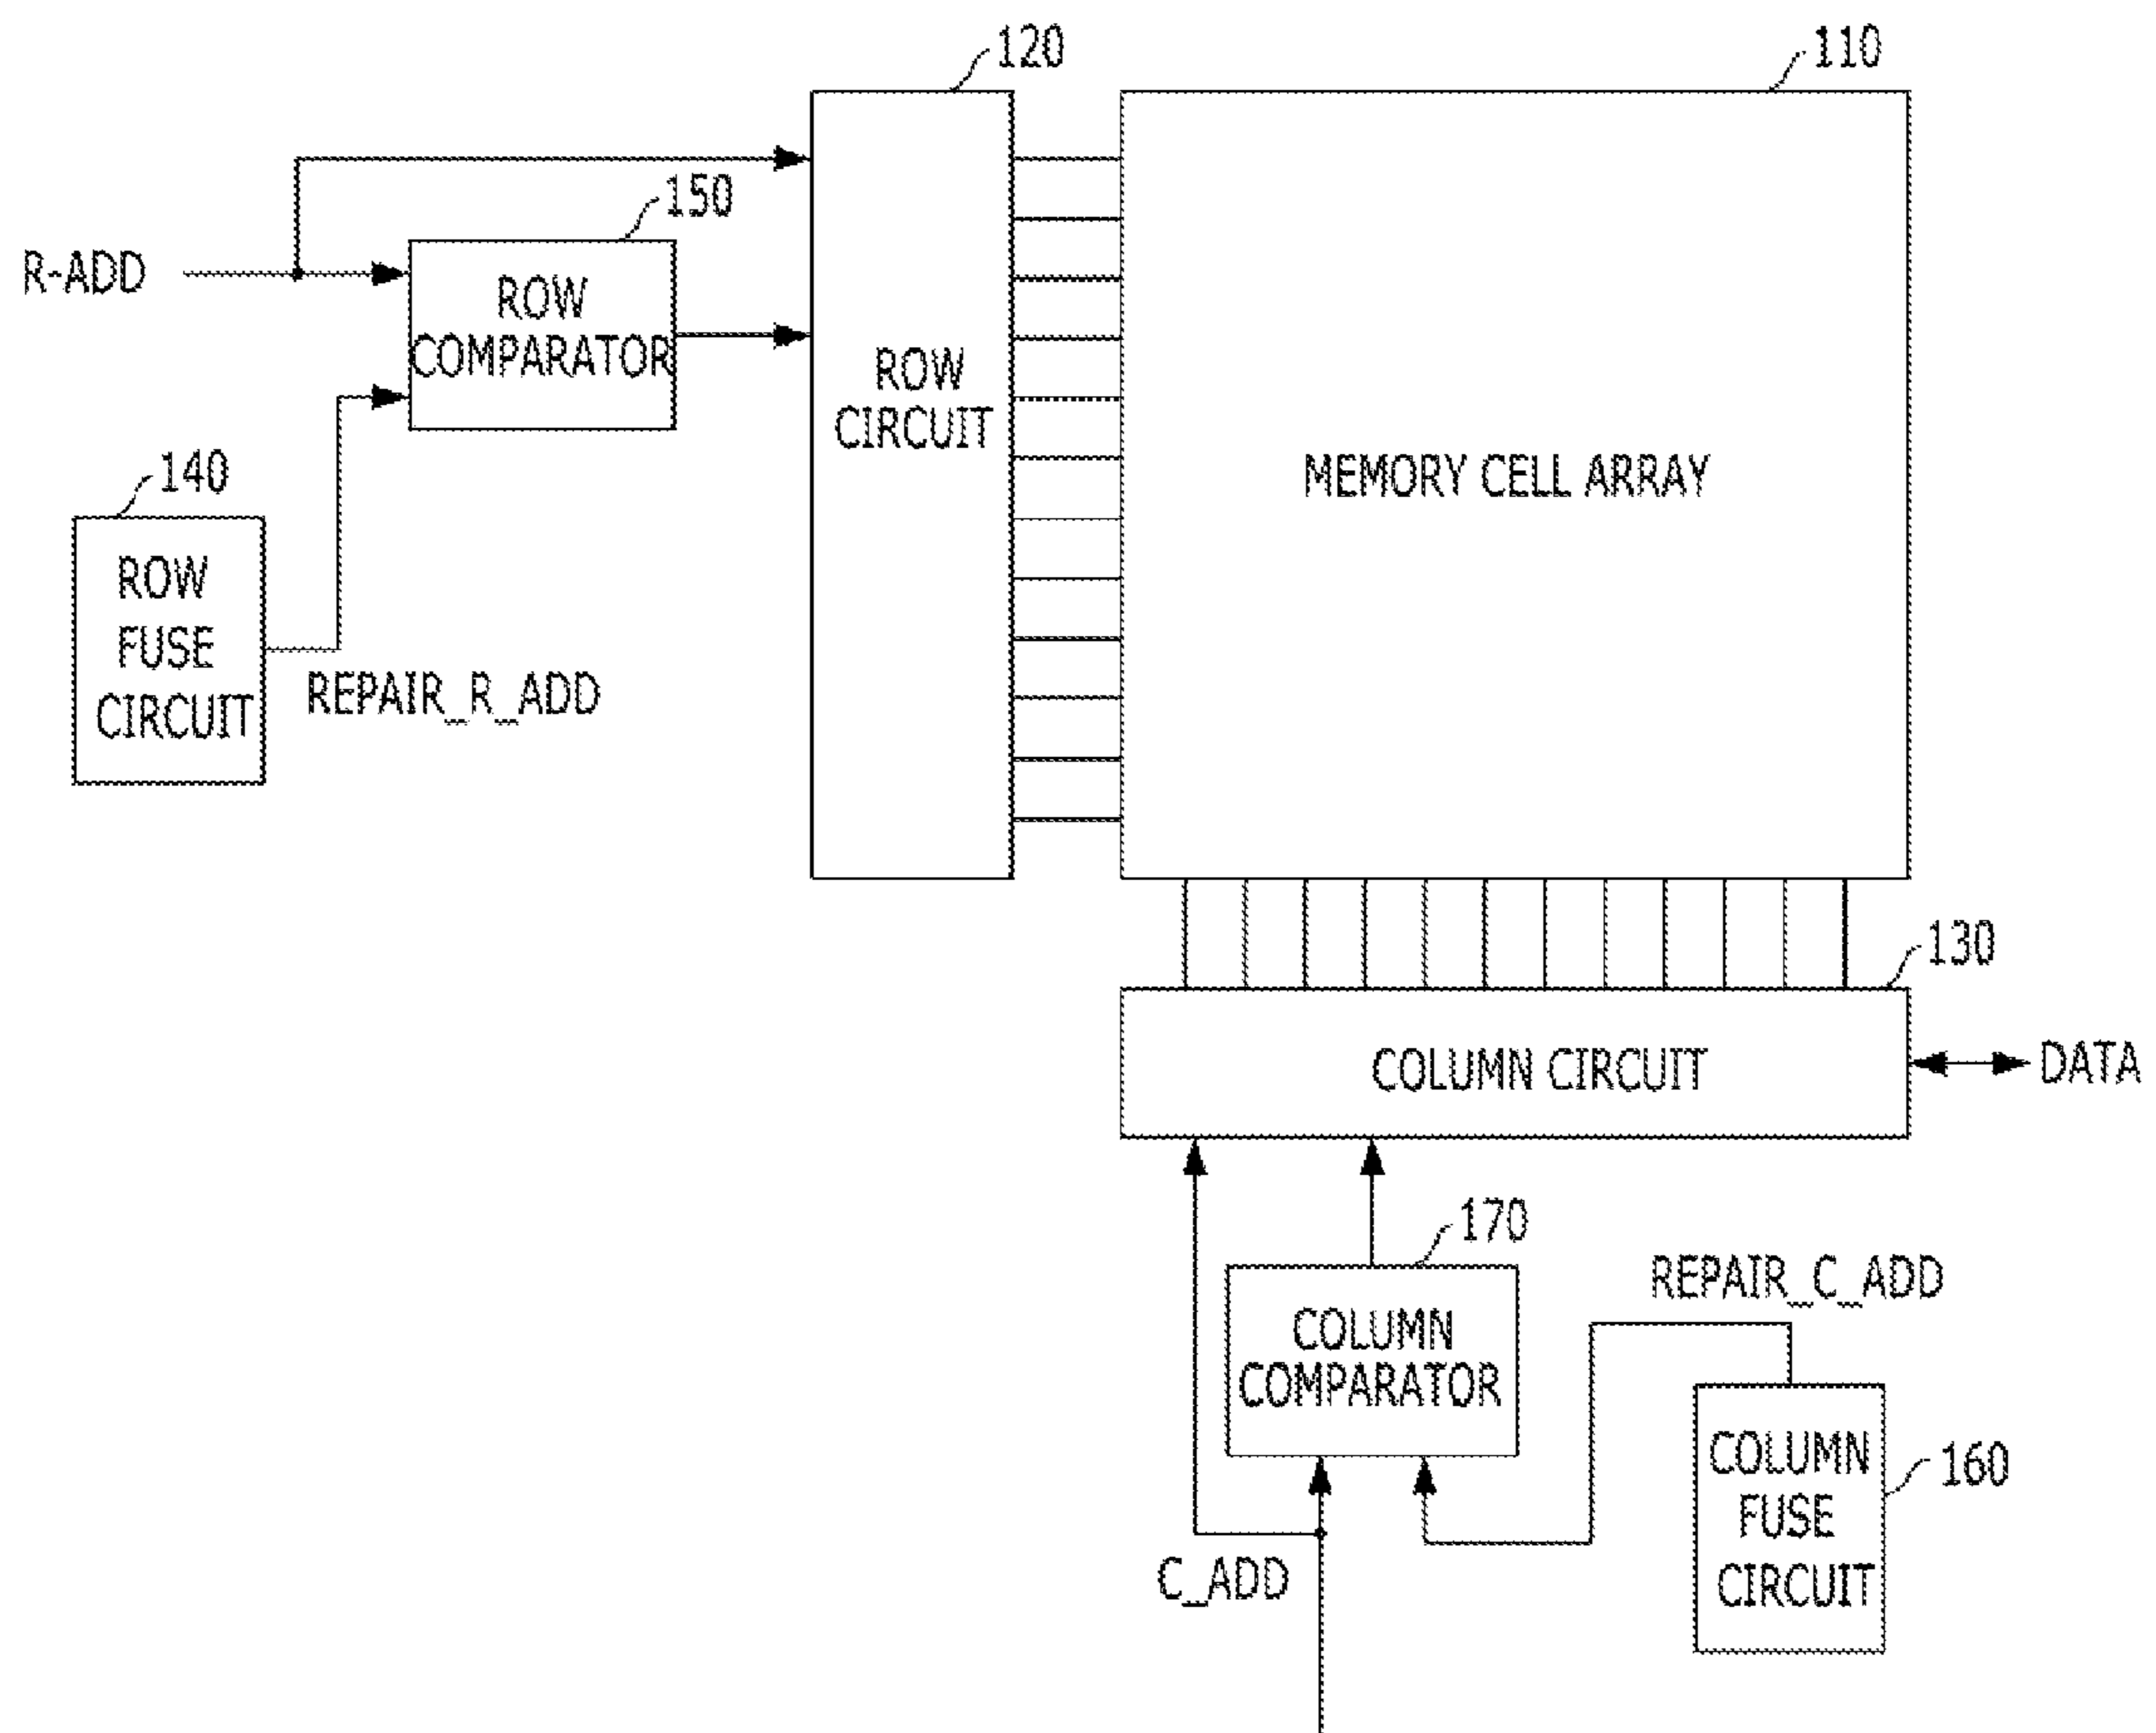 120
110
150
R-ADD
ROW
COMPARATOR
ROW
CIRCUIT
140
MEMORY CELL ARRAY
ROW
FUSE
CIRCUIT
REPAIR_R_ADD
130
COLUMN CIRCUIT
DATA
170
REPAIR_C_ADD
COLUMN
COMPARATOR
COLUMN
FUSE
CIRCUIT
160
C_ADD